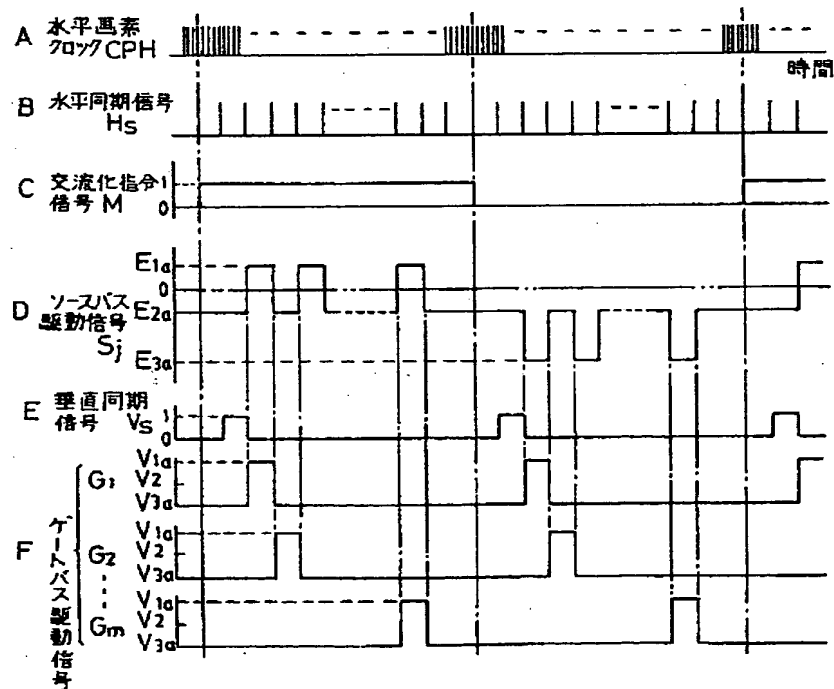 A 水平画素
クロックCPH
時間
B 水平同期信号
Hs
C 交流化指令
信号 M
1
0
D ソースバス
駆動信号
Sj
E1a
0
E2a
E3a
E 垂直同期
信号 Vs
1
0
F ゲートバス駆動信号
G1
V1a
V2
V3a
G2
V1a
V2
V3a
Gm
V1a
V2
V3a